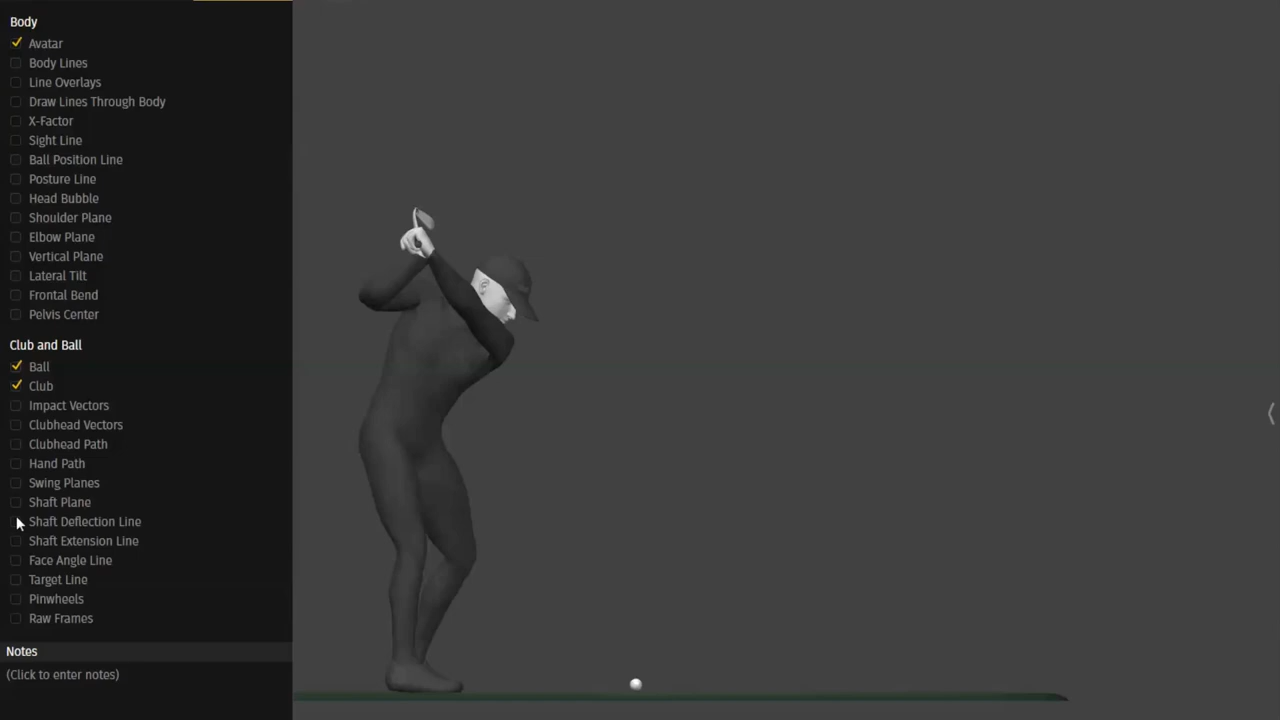 Body
Avatar
Body Lines
Line Overlays
Draw Lines Through Body
X-Factor
Sight Line
Ball Position Line
Posture Line
Head Bubble
Shoulder Plane
Elbow Plane
Vertical Plane
Lateral Tilt
Frontal Bend
Pelvis Center
Club and Ball
Ball
Club
Impact Vectors
Clubhead Vectors
Clubhead Path
Hand Path
Swing Planes
Shaft Plane
Shaft Deflection Line
Shaft Extension Line
Face Angle Line
Target Line
Pinwheels
Raw Frames
Notes
(Click to enter notes)